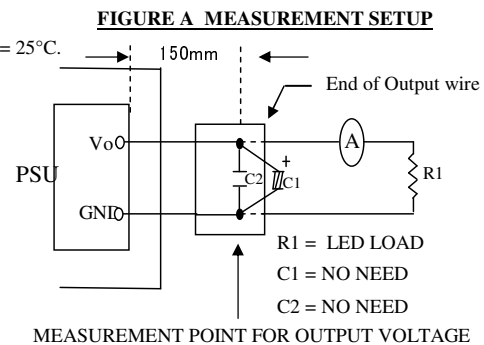 FIGURE A MEASUREMENT SETUP
= 25°C.
150mm
End of Output wire
Vo
A
+
PSU
C2
C1
R1
GND
R1 = LED LOAD
C1 = NO NEED
C2 = NO NEED
MEASUREMENT POINT FOR OUTPUT VOLTAGE